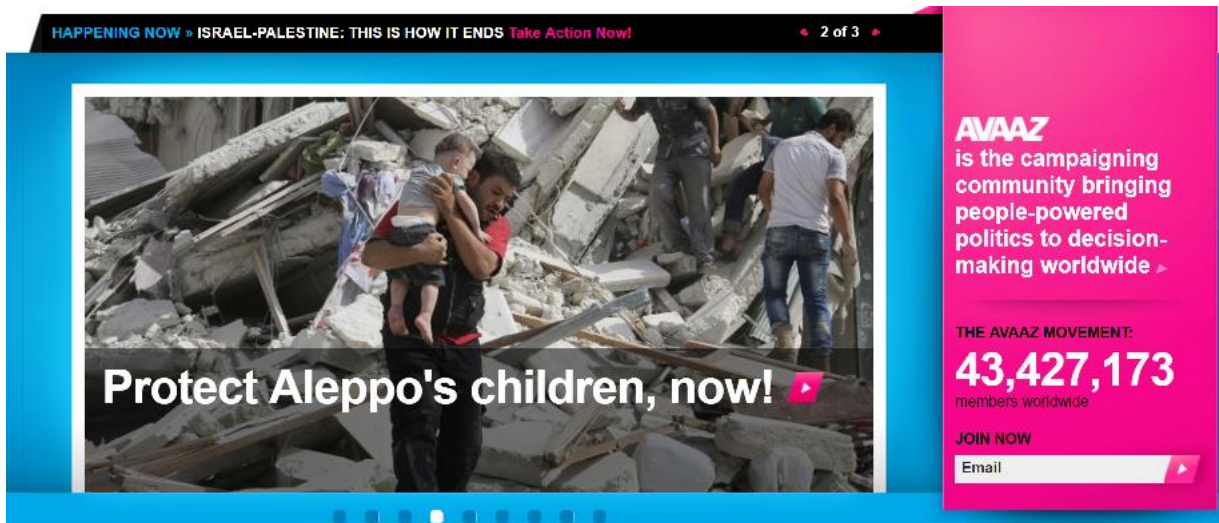 HAPPENING NOW » ISRAEL-PALESTINE: THIS IS HOW IT ENDS Take Action Now!
2 of 3
Protect Aleppo's children, now!
AVAAZ
is the campaigning
community bringing
people-powered
politics to decision-
making worldwide
THE AVAAZ MOVEMENT:
43,427,173
members worldwide
JOIN NOW
Email